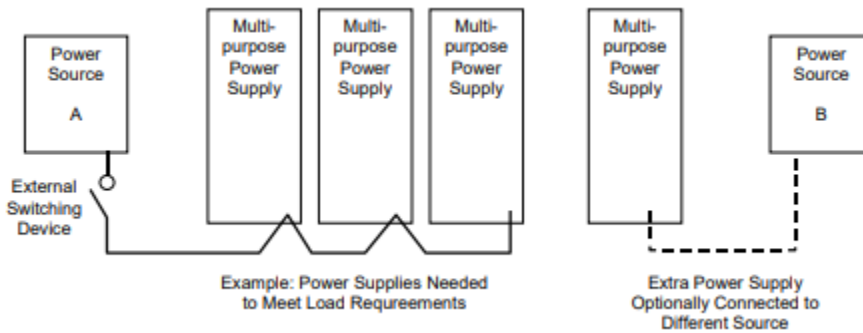 Power
Source
A
Multi-
purpose
Power
Supply
Multi-
purpose
Power
Supply
Multi-
purpose
Power
Supply
Multi-
purpose
Power
Supply
Power
Source
B
External
Switching
Device
Example: Power Supplies Needed
to Meet Load Requreements
Extra Power Supply
Optionally Connected to
Different Source